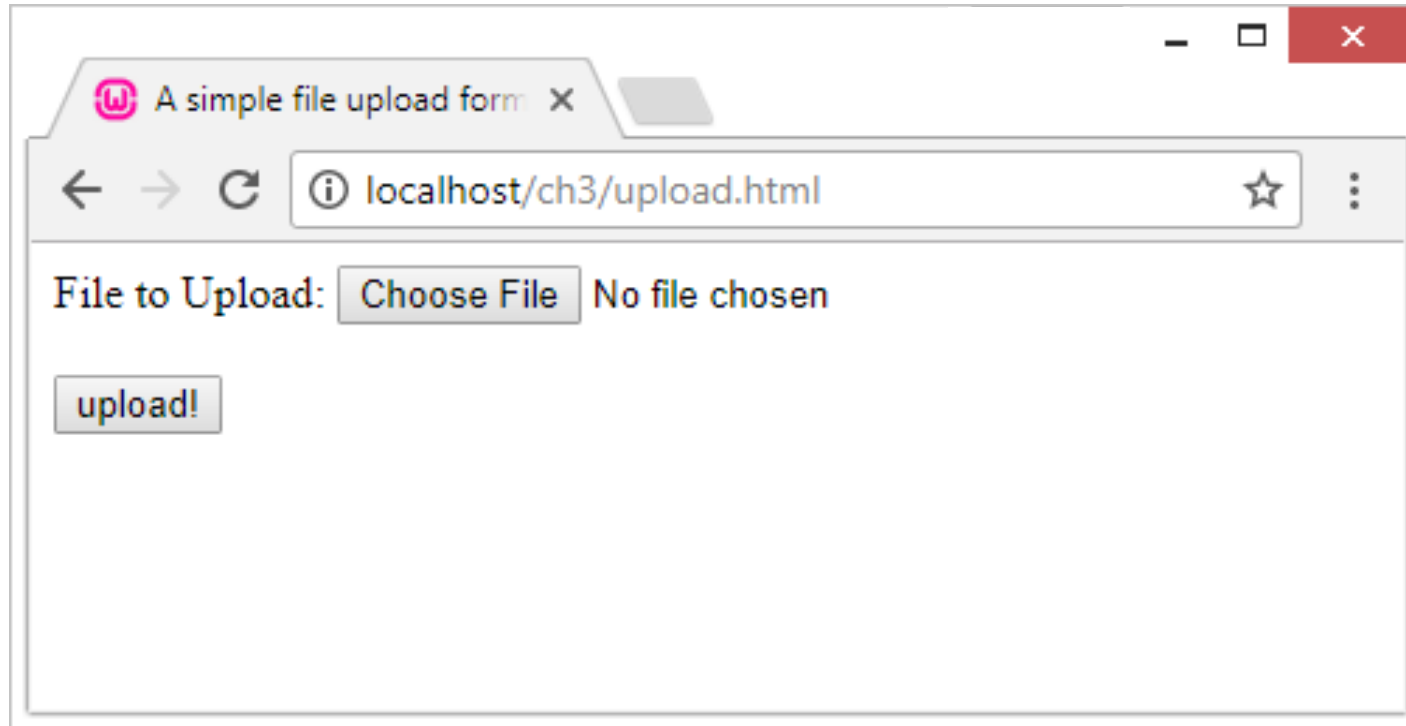 A simple file upload form
localhost/ch3/upload.html
File to Upload: Choose File No file chosen
upload!